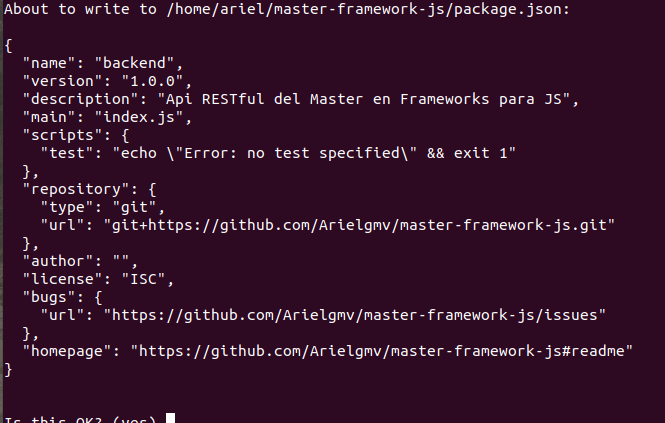 About to write to /home/ariel/master-framework-js/package.json:
{
"name": "backend",
"version": "1.0.0",
"description": "Api RESTful del Master en Frameworks para JS",
"main": "index.js",
"scripts": {
"test": "echo \"Error: no test specified\" && exit 1"
},
"repository": {
"type": "git",
"url": "git+https://github.com/Arielgmv/master-framework-js.git"
},
"author": "",
"license": "ISC",
"bugs": {
"url": "https://github.com/Arielgmv/master-framework-js/issues"
},
"homepage": "https://github.com/Arielgmv/master-framework-js#readme"
}
Is this OK? (yes)